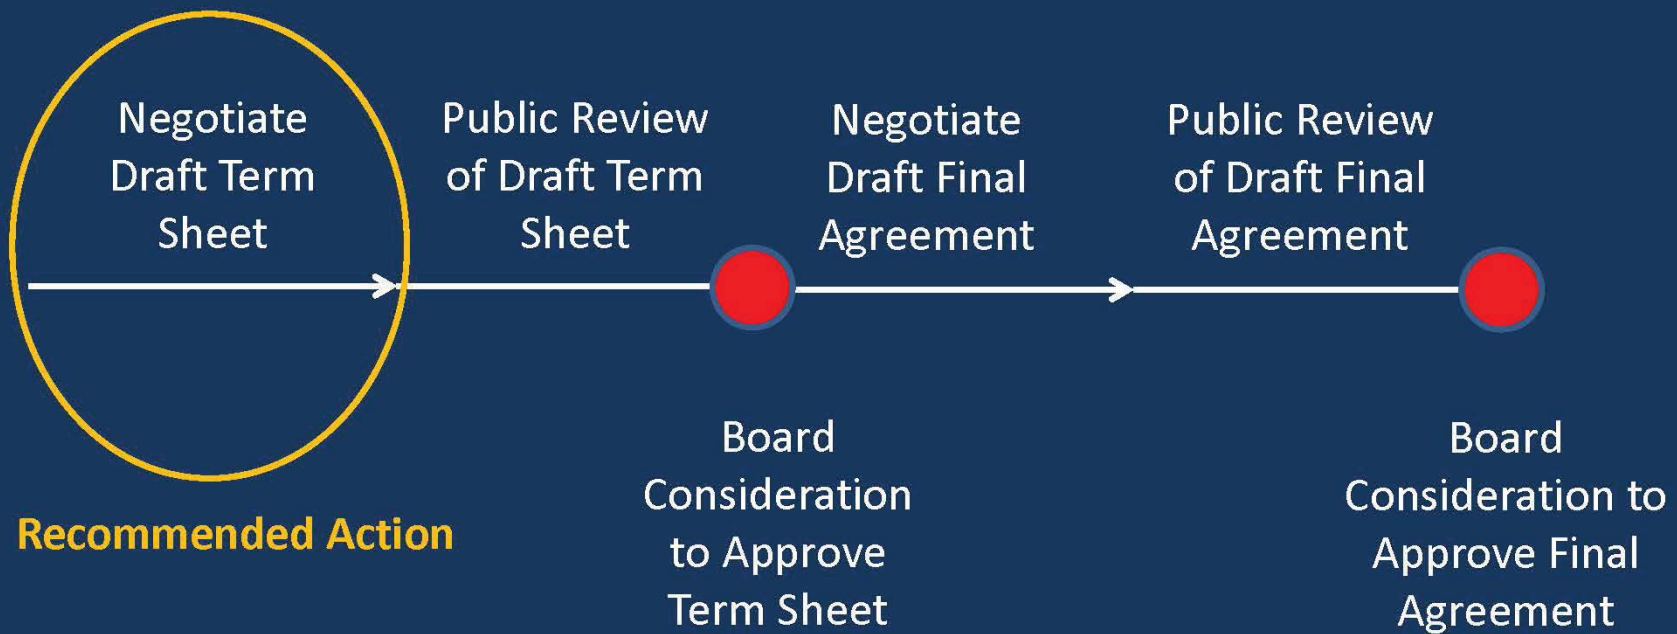 Negotiate
Draft Term
Sheet
Public Review
of Draft Term
Sheet
Negotiate
Draft Final
Agreement
Public Review
of Draft Final
Agreement
Recommended Action
Board
Consideration
to Approve
Term Sheet
Board
Consideration to
Approve Final
Agreement